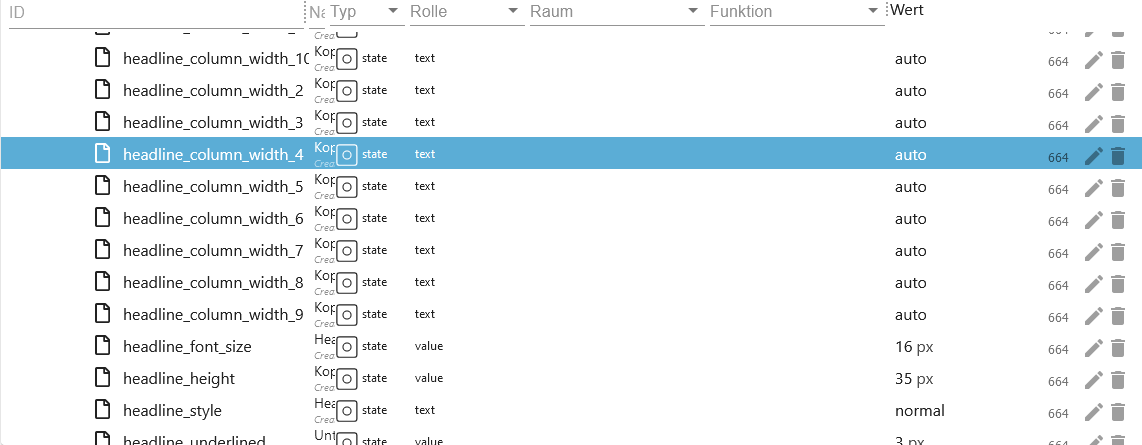 ID Na Typ Rolle Raum Funktion Wert
Crea 664
headline_column_width_10 Kop Crea state text auto 664
headline_column_width_2 Kop Crea state text auto 664
headline_column_width_3 Kop Crea state text auto 664
headline_column_width_4 Kop Crea state text auto 664
headline_column_width_5 Kop Crea state text auto 664
headline_column_width_6 Kop Crea state text auto 664
headline_column_width_7 Kop Crea state text auto 664
headline_column_width_8 Kop Crea state text auto 664
headline_column_width_9 Kop Crea state text auto 664
headline_font_size Hea Crea state value 16 px 664
headline_height Kop Crea state value 35 px 664
headline_style Hea Crea state text normal 664
headline_underlined Unt state value 3 px 664